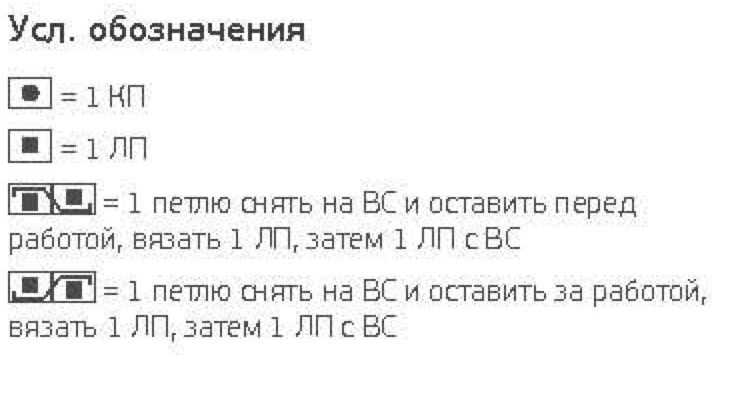 Усл. обозначения
= 1 КП
= 1 ЛП
= 1 петлю снять на ВС и оставить перед
работой, вязать 1 ЛП, затем 1 ЛП с ВС
= 1 петлю снять на ВС и оставить за работой,
вязать 1 ЛП, затем 1 ЛП с ВС